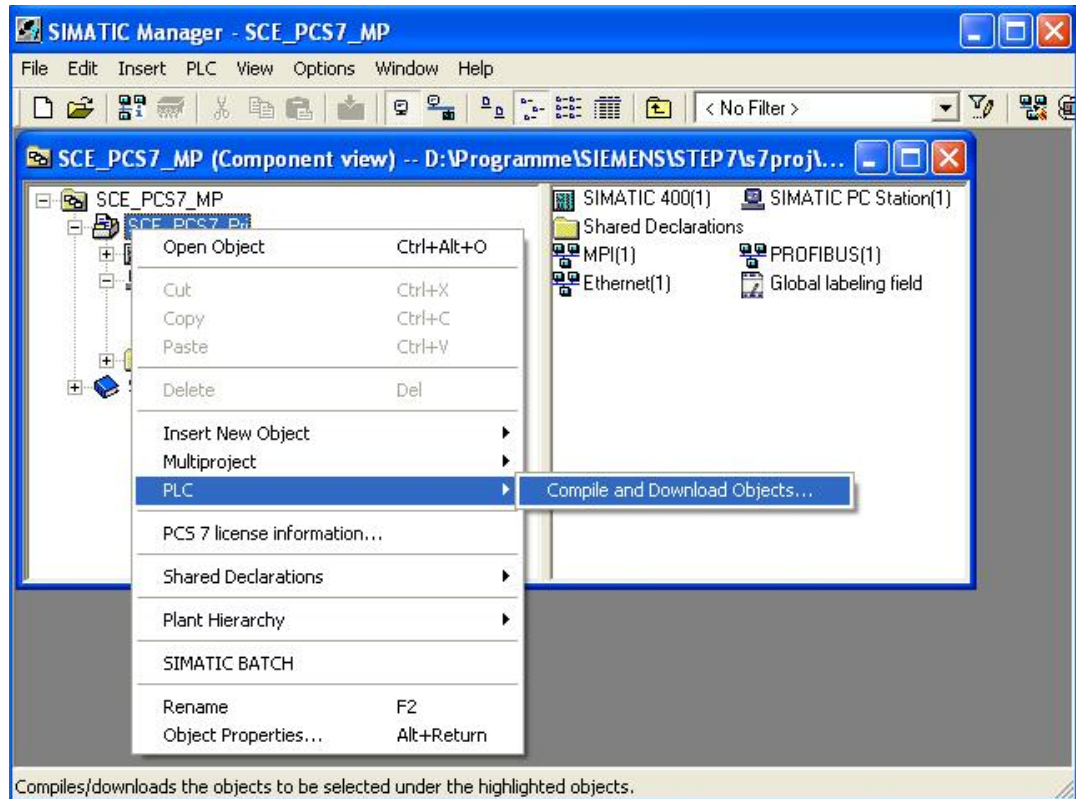 SIMATIC Manager - SCE_PCS7_MP
File Edit Insert PLC View Options Window Help
< No Filter >
SCE_PCS7_MP (Component view) -- D:\Programme\SIEMENS\STEP7\s7proj\...
SCE_PCS7_MP
SIMATIC 400(1) SIMATIC PC Station(1)
Shared Declarations
MPI(1) PROFIBUS(1)
Ethernet(1) Global labeling field
Open Object Ctrl+Alt+O
Cut Ctrl+X
Copy Ctrl+C
Paste Ctrl+V
Delete Del
Insert New Object
Multiproject
PLC Compile and Download Objects...
PCS 7 license information...
Shared Declarations
Plant Hierarchy
SIMATIC BATCH
Rename F2
Object Properties... Alt+Return
Compiles/downloads the objects to be selected under the highlighted objects.